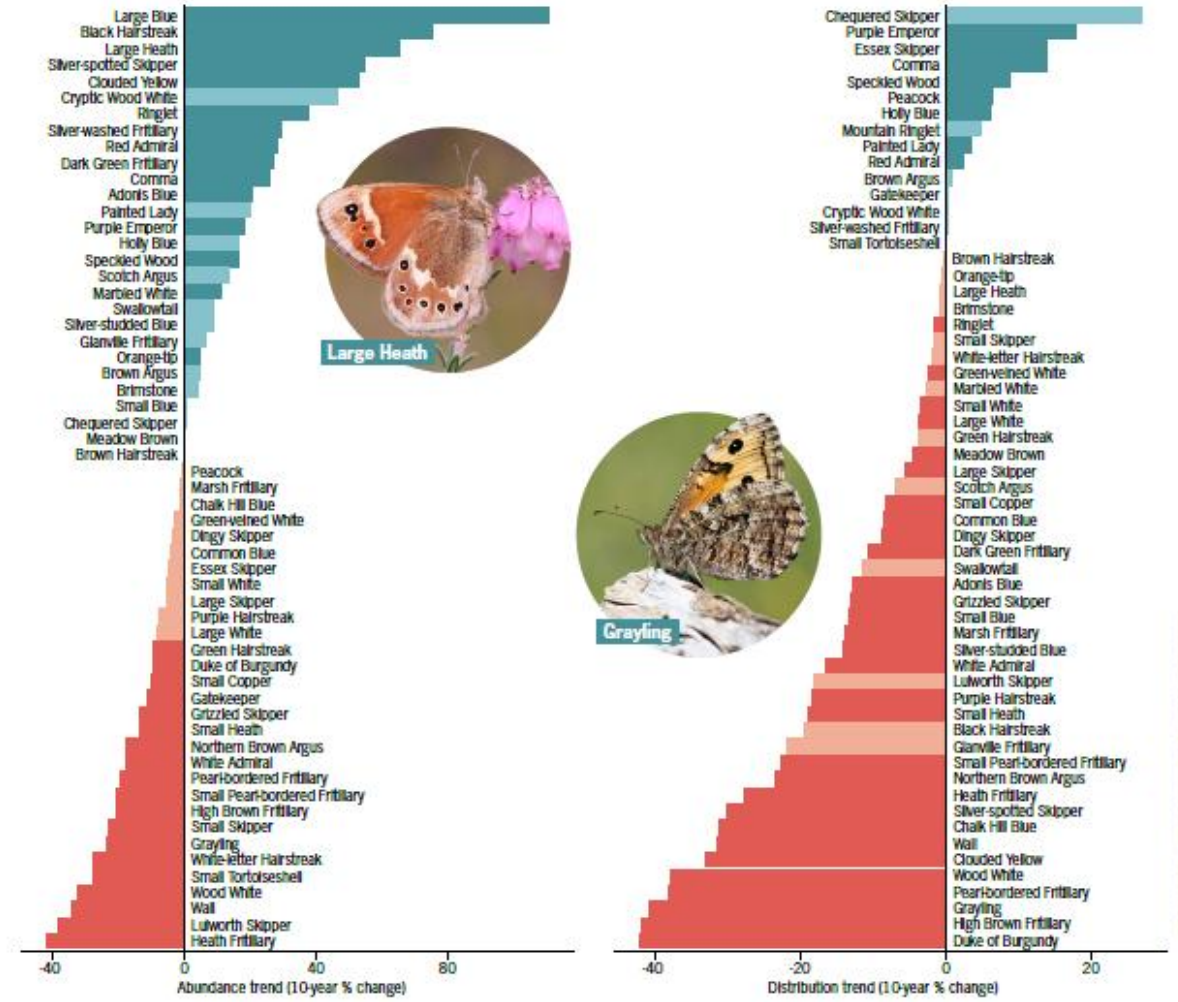 Large Blue
Black Hairstreak
Large Heath
Silver-spotted Skipper
Clouded Yellow
Cryptic Wood White
Ringlet
Silver-washed Fritillary
Red Admiral
Dark Green Fritillary
Comma
Adonis Blue
Painted Lady
Purple Emperor
Holly Blue
Speckled Wood
Scotch Argus
Marbled White
Swallowtail
Silver-studded Blue
Glanville Fritillary
Orange-tip
Brown Argus
Brimstone
Small Blue
Chequered Skipper
Meadow Brown
Brown Hairstreak
Peacock
Marsh Fritillary
Chalk Hill Blue
Green-veined White
Dingy Skipper
Common Blue
Essex Skipper
Small White
Large Skipper
Purple Hairstreak
Large White
Green Hairstreak
Duke of Burgundy
Small Copper
Gatekeeper
Grizzled Skipper
Small Heath
Northern Brown Argus
White Admiral
Pearl-bordered Fritillary
Small Pearl-bordered Fritillary
High Brown Fritillary
Small Skipper
Grayling
White-letter Hairstreak
Small Tortoiseshell
Wood White
Wall
Lulworth Skipper
Heath Fritillary
-40 0 40 80
Abundance trend (10-year % change)
Large Heath
Grayling
Chequered Skipper
Purple Emperor
Essex Skipper
Comma
Speckled Wood
Peacock
Holly Blue
Mountain Ringlet
Painted Lady
Red Admiral
Brown Argus
Gatekeeper
Cryptic Wood White
Silver-washed Fritillary
Small Tortoiseshell
Brown Hairstreak
Orange-tip
Large Heath
Brimstone
Ringlet
Small Skipper
White-letter Hairstreak
Green-veined White
Marbled White
Small White
Large White
Green Hairstreak
Meadow Brown
Large Skipper
Scotch Argus
Small Copper
Common Blue
Dingy Skipper
Dark Green Fritillary
Swallowtail
Adonis Blue
Grizzled Skipper
Small Blue
Marsh Fritillary
Silver-studded Blue
White Admiral
Lulworth Skipper
Purple Hairstreak
Small Heath
Black Hairstreak
Glanville Fritillary
Small Pearl-bordered Fritillary
Northern Brown Argus
Heath Fritillary
Silver-spotted Skipper
Chalk Hill Blue
Wall
Clouded Yellow
Wood White
Pearl-bordered Fritillary
Grayling
High Brown Fritillary
Duke of Burgundy
-40 -20 0 20
Distribution trend (10-year % change)